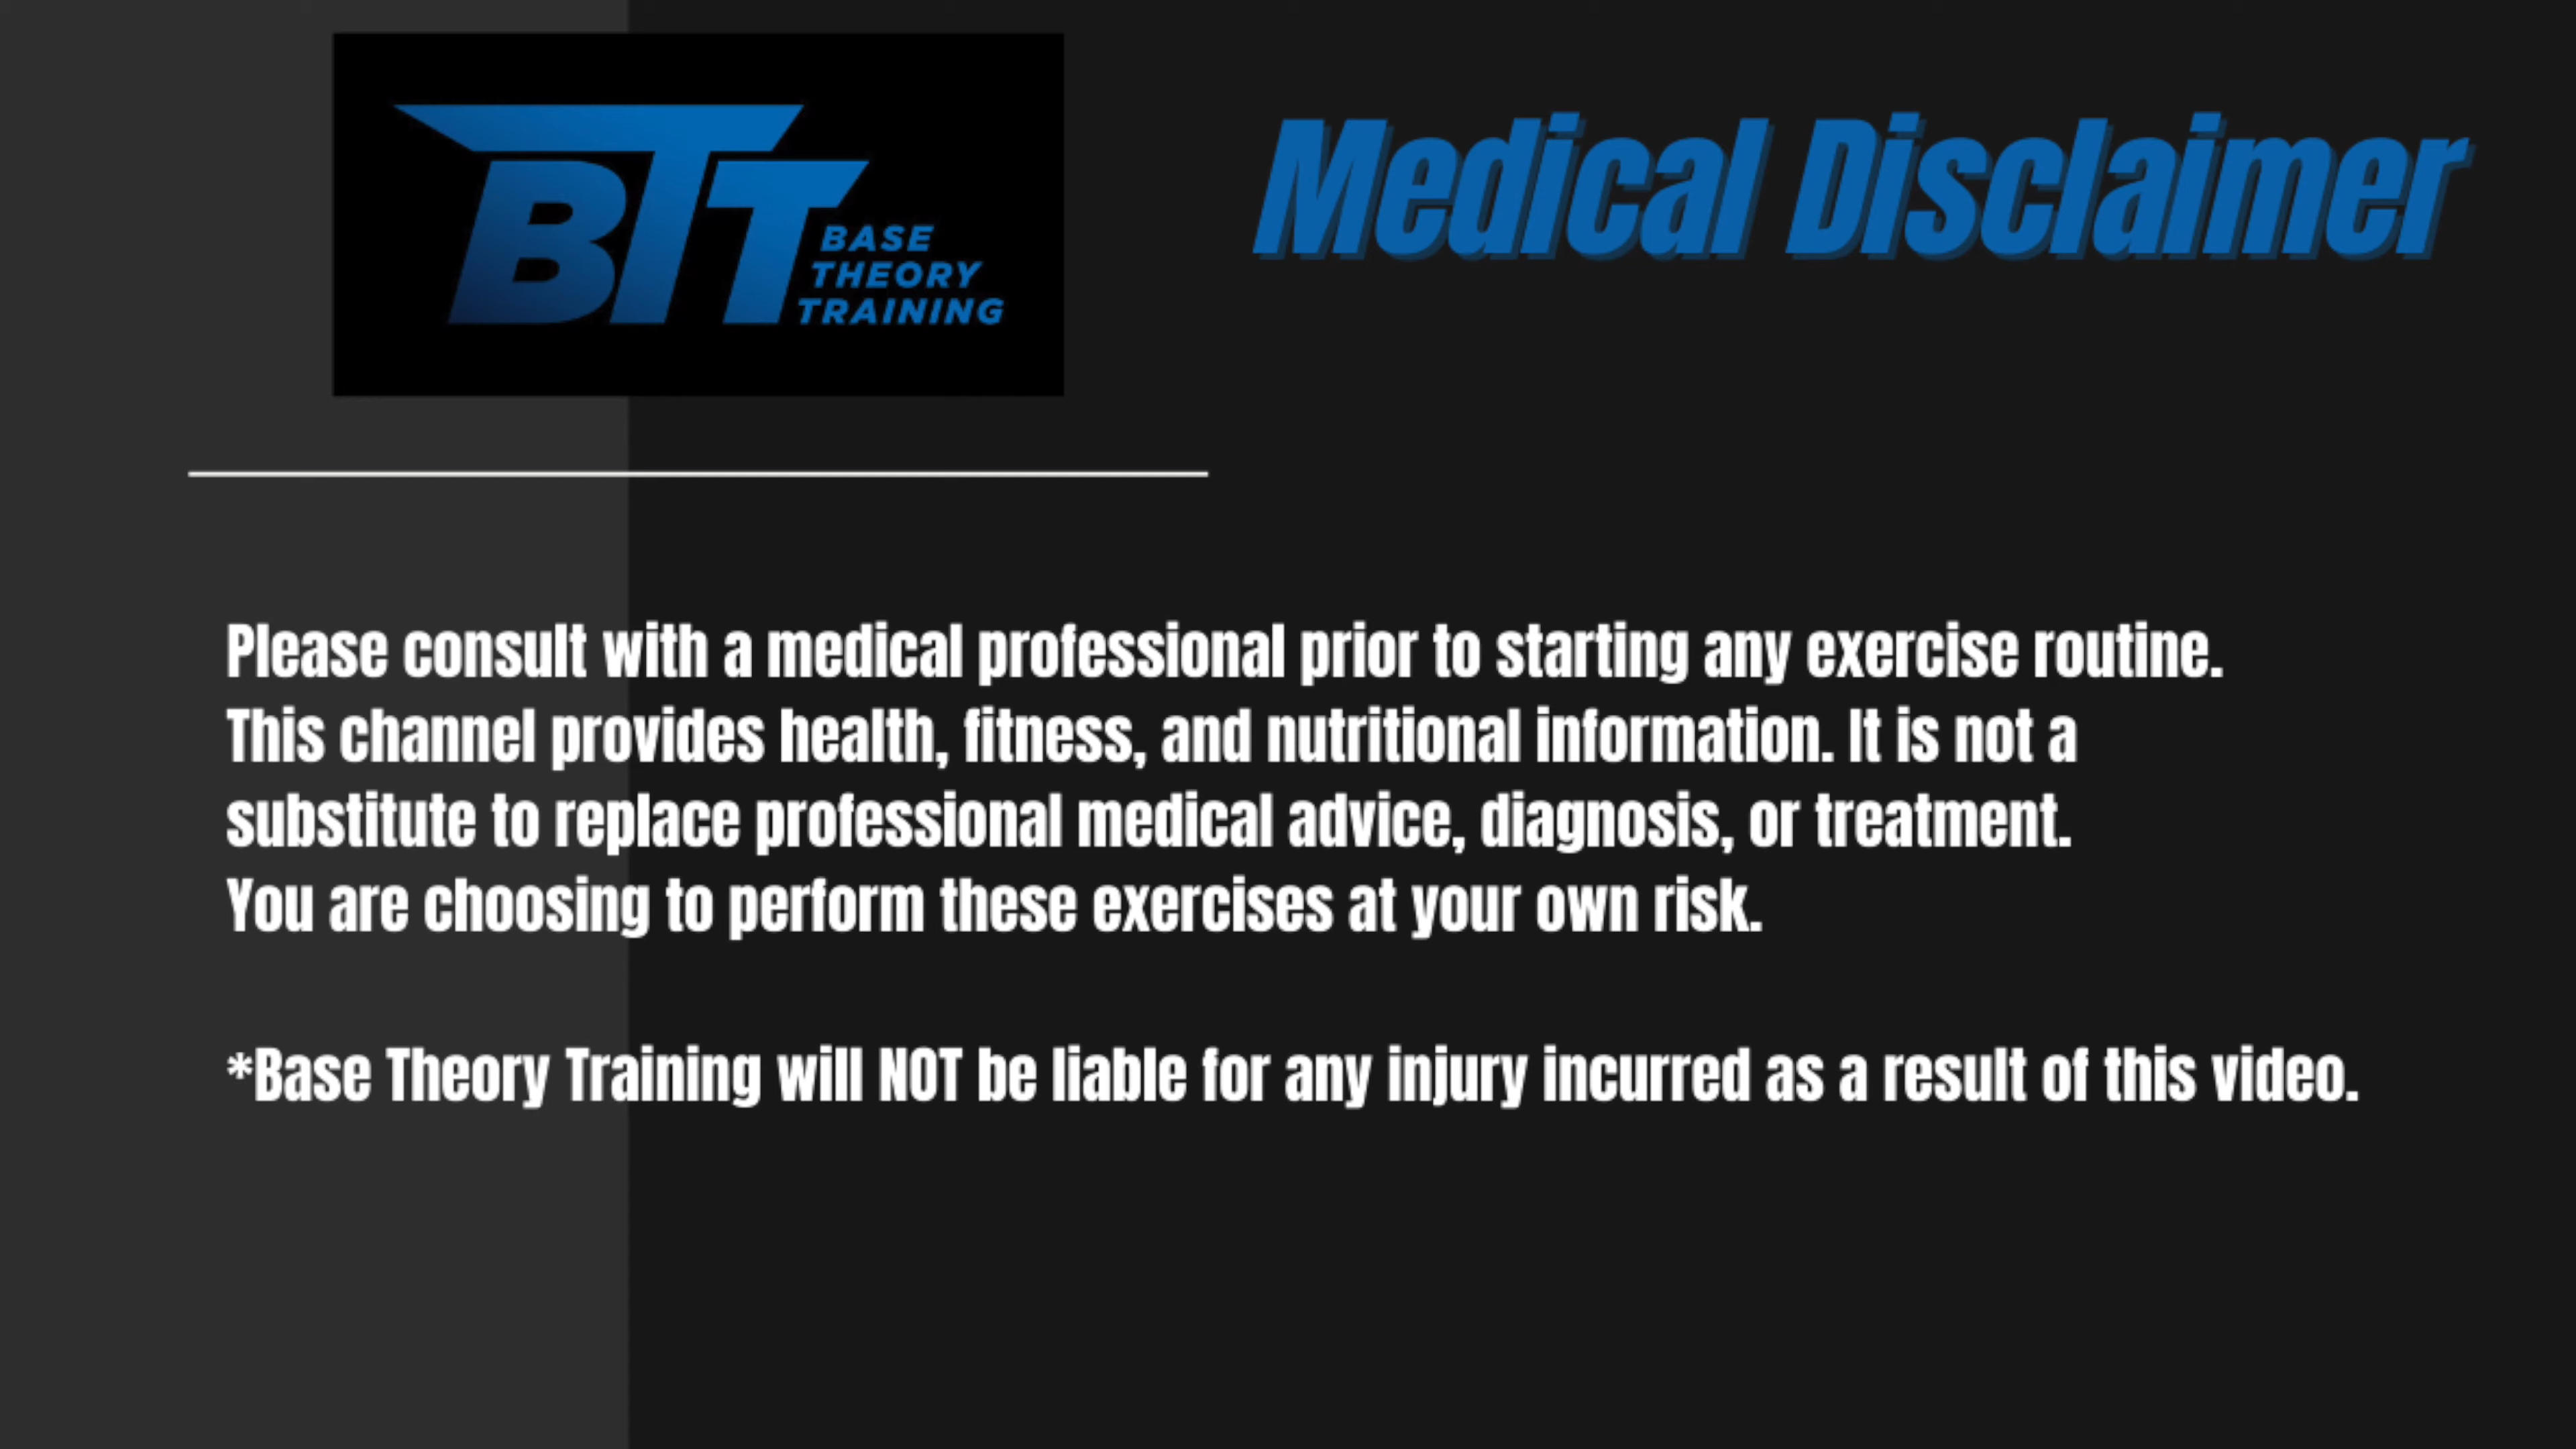 BTT
BASE
THEORY
TRAINING
Medical Disclaimer
Please consult with a medical professional prior to starting any exercise routine.
This channel provides health, fitness, and nutritional information. It is not a
substitute to replace professional medical advice, diagnosis, or treatment.
You are choosing to perform these exercises at your own risk.
*Base Theory Training will NOT be liable for any injury incurred as a result of this video.